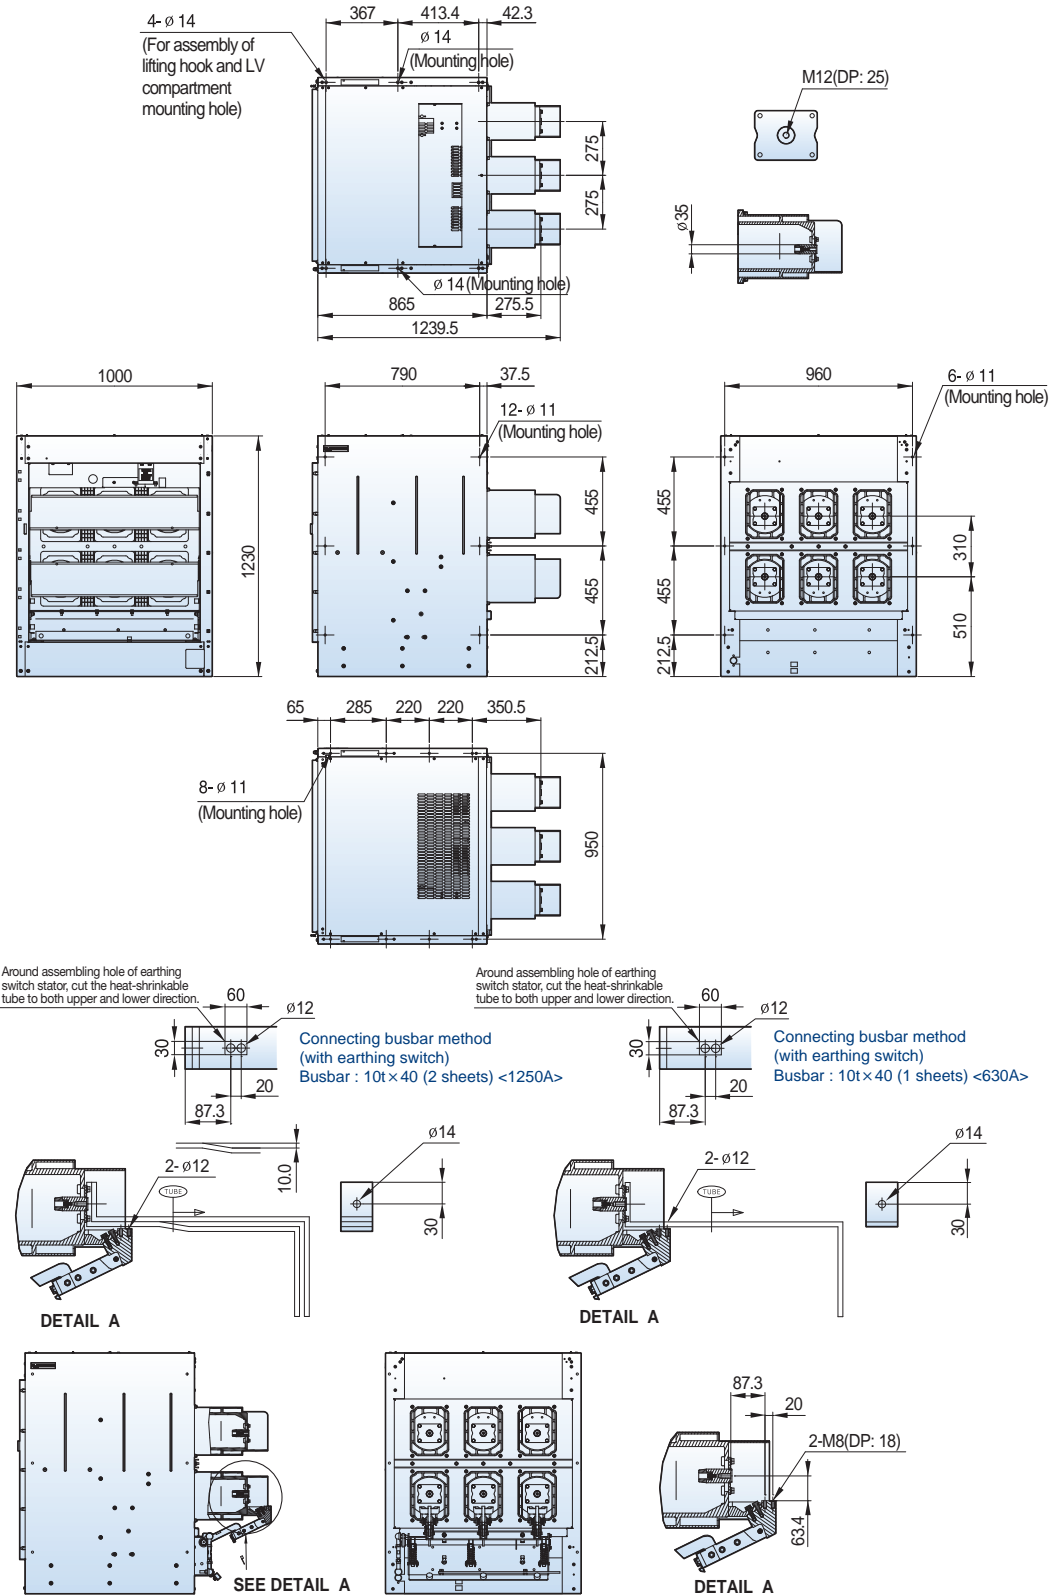 367
413.4
42.3
4- ø 14
(For assembly of
lifting hook and LV
compartment
mounting hole)
ø 14
(Mounting hole)
M12(DP: 25)
275
275
ø35
ø 14 (Mounting hole)
865
275.5
1239.5
1000
790
37.5
960
6- ø 11
(Mounting hole)
12- ø 11
(Mounting hole)
1230
455
455
212.5
455
455
212.5
310
510
65
285
220
220
350.5
8- ø 11
(Mounting hole)
950
Around assembling hole of earthing
switch stator, cut the heat-shrinkable
tube to both upper and lower direction.
60
ø12
30
20
87.3
Connecting busbar method
(with earthing switch)
Busbar : 10t×40 (2 sheets) <1250A>
Around assembling hole of earthing
switch stator, cut the heat-shrinkable
tube to both upper and lower direction.
60
ø12
30
20
87.3
Connecting busbar method
(with earthing switch)
Busbar : 10t×40 (1 sheets) <630A>
10.0
2- ø12
TUBE
ø14
30
DETAIL A
2- ø12
TUBE
ø14
30
DETAIL A
SEE DETAIL A
87.3
20
2-M8(DP: 18)
63.4
DETAIL A